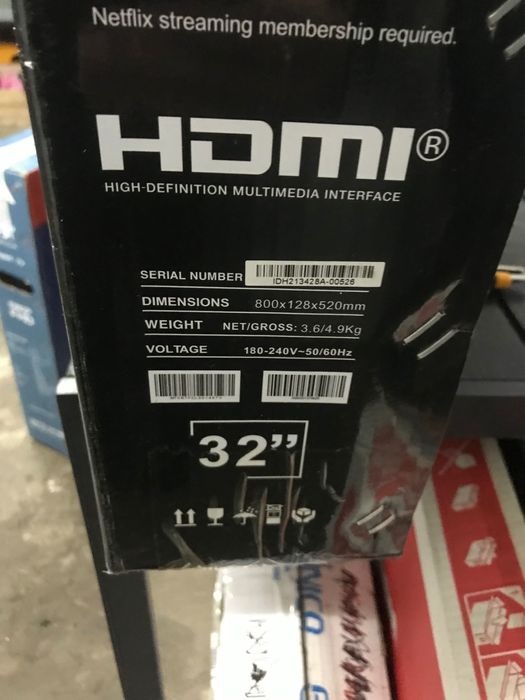 Netflix streaming membership required.
HDMI®
HIGH-DEFINITION MULTIMEDIA INTERFACE
SERIAL NUMBER IDH213428A-00526
DIMENSIONS 800x128x520mm
WEIGHT NET/GROSS: 3.6/4.9Kg
VOLTAGE 180-240V~50/60Hz
32”